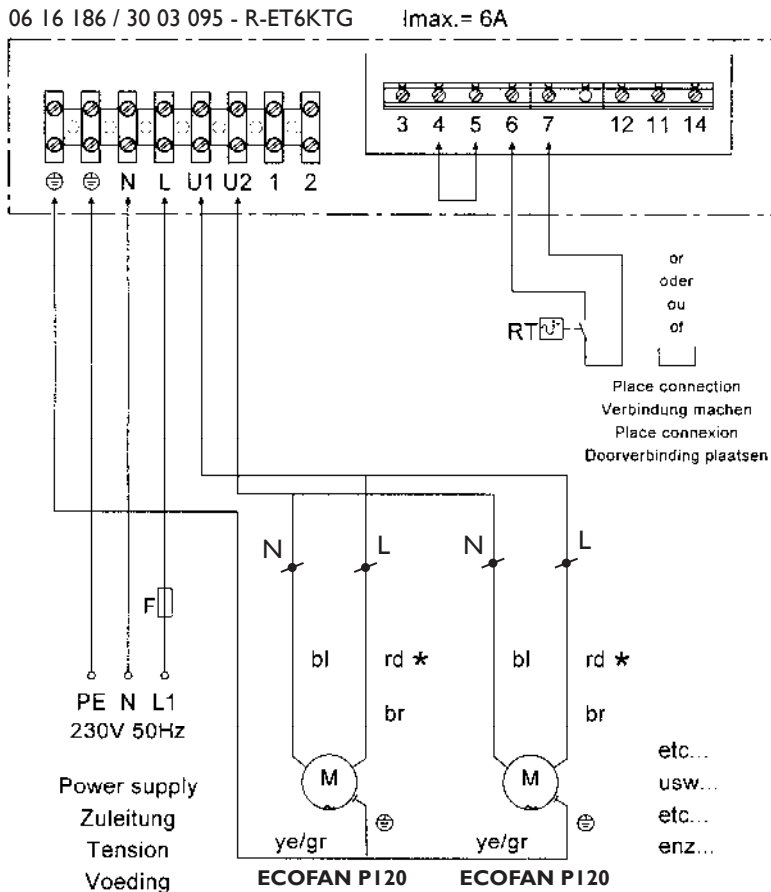 06 16 186 / 30 03 095 - R-ET6KTG Imax.= 6A
3 4 5 6 7 12 11 14
N L U1 U2 1 2
or
oder
ou
of
RT
Place connection
Verbindung machen
Place connexion
Doorverbinding plaatsen
N L N L
F
bl rd * bl rd *
PE N L1
br br
230V 50Hz
M M
etc...
usw...
etc...
enz...
Power supply
Zuleitung
Tension
Voeding
ye/gr ye/gr
ECOFAN P120 ECOFAN P120